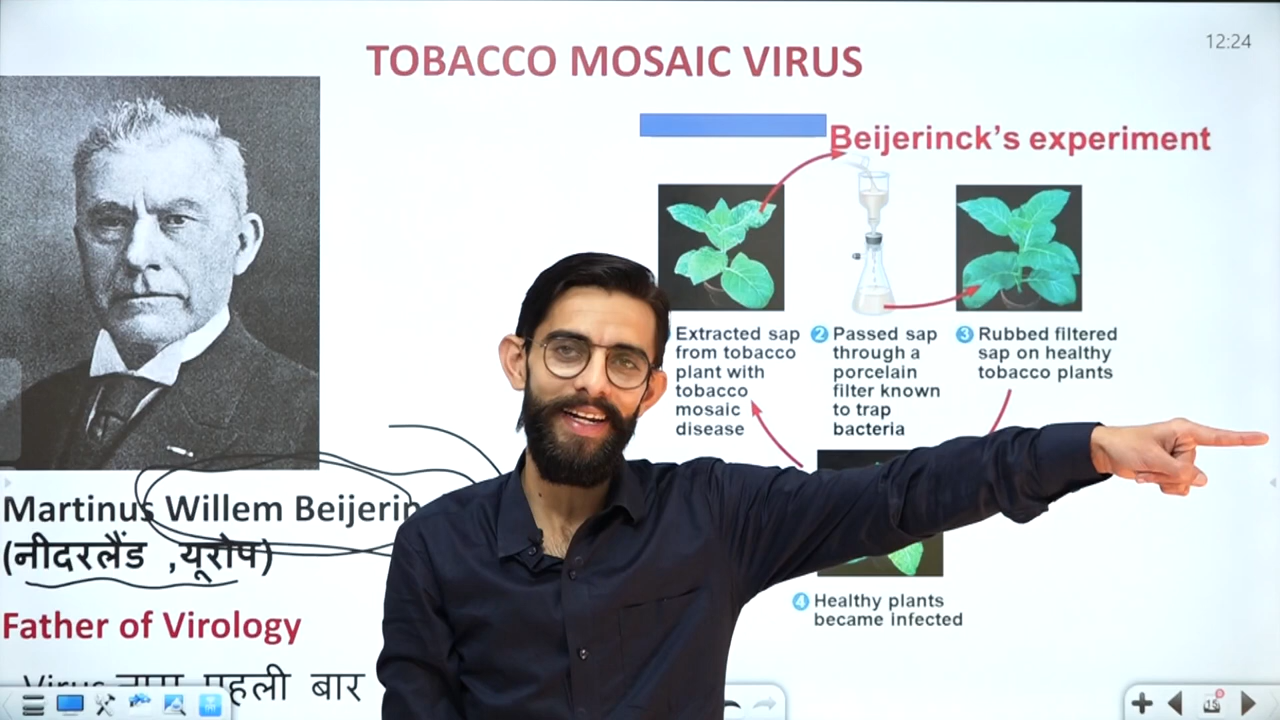 12:24
TOBACCO MOSAIC VIRUS
Beijerinck's experiment
Extracted sap
from tobacco
plant with
tobacco
mosaic
disease
2 Passed sap
through a
porcelain
filter known
to trap
bacteria
3 Rubbed filtered
sap on healthy
tobacco plants
4 Healthy plants
became infected
Martinus Willem Beijerin
(नीदरलैंड ,यूरोप)
Father of Virology
Virus नाम पहली बार